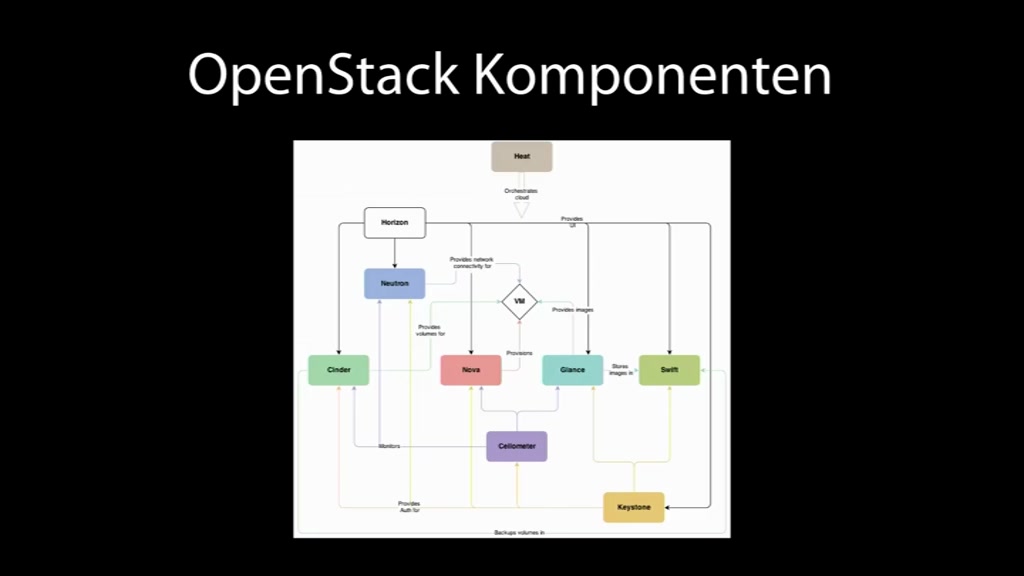 OpenStack Komponenten
Heat
Orchestrates
cloud
Horizon
Provides
UI
Provides network
connectivity for
Neutron
VM
Provides images
Provides
volumes for
Provisions
Cinder
Nova
Glance
Stores
images in
Swift
Monitors
Ceilometer
Provides
Auth for
Keystone
Backups volumes in